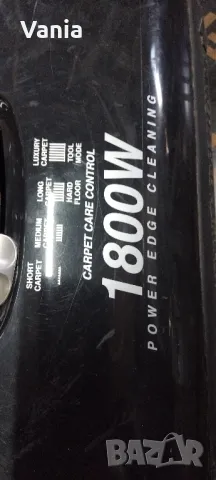 Vania
SHORT CARPET
MEDIUM CARPET
LONG CARPET
LUXURY CARPET
HARD FLOOR
TOOL MODE
CARPET CARE CONTROL
1800W
POWER EDGE CLEANING
BAZAR